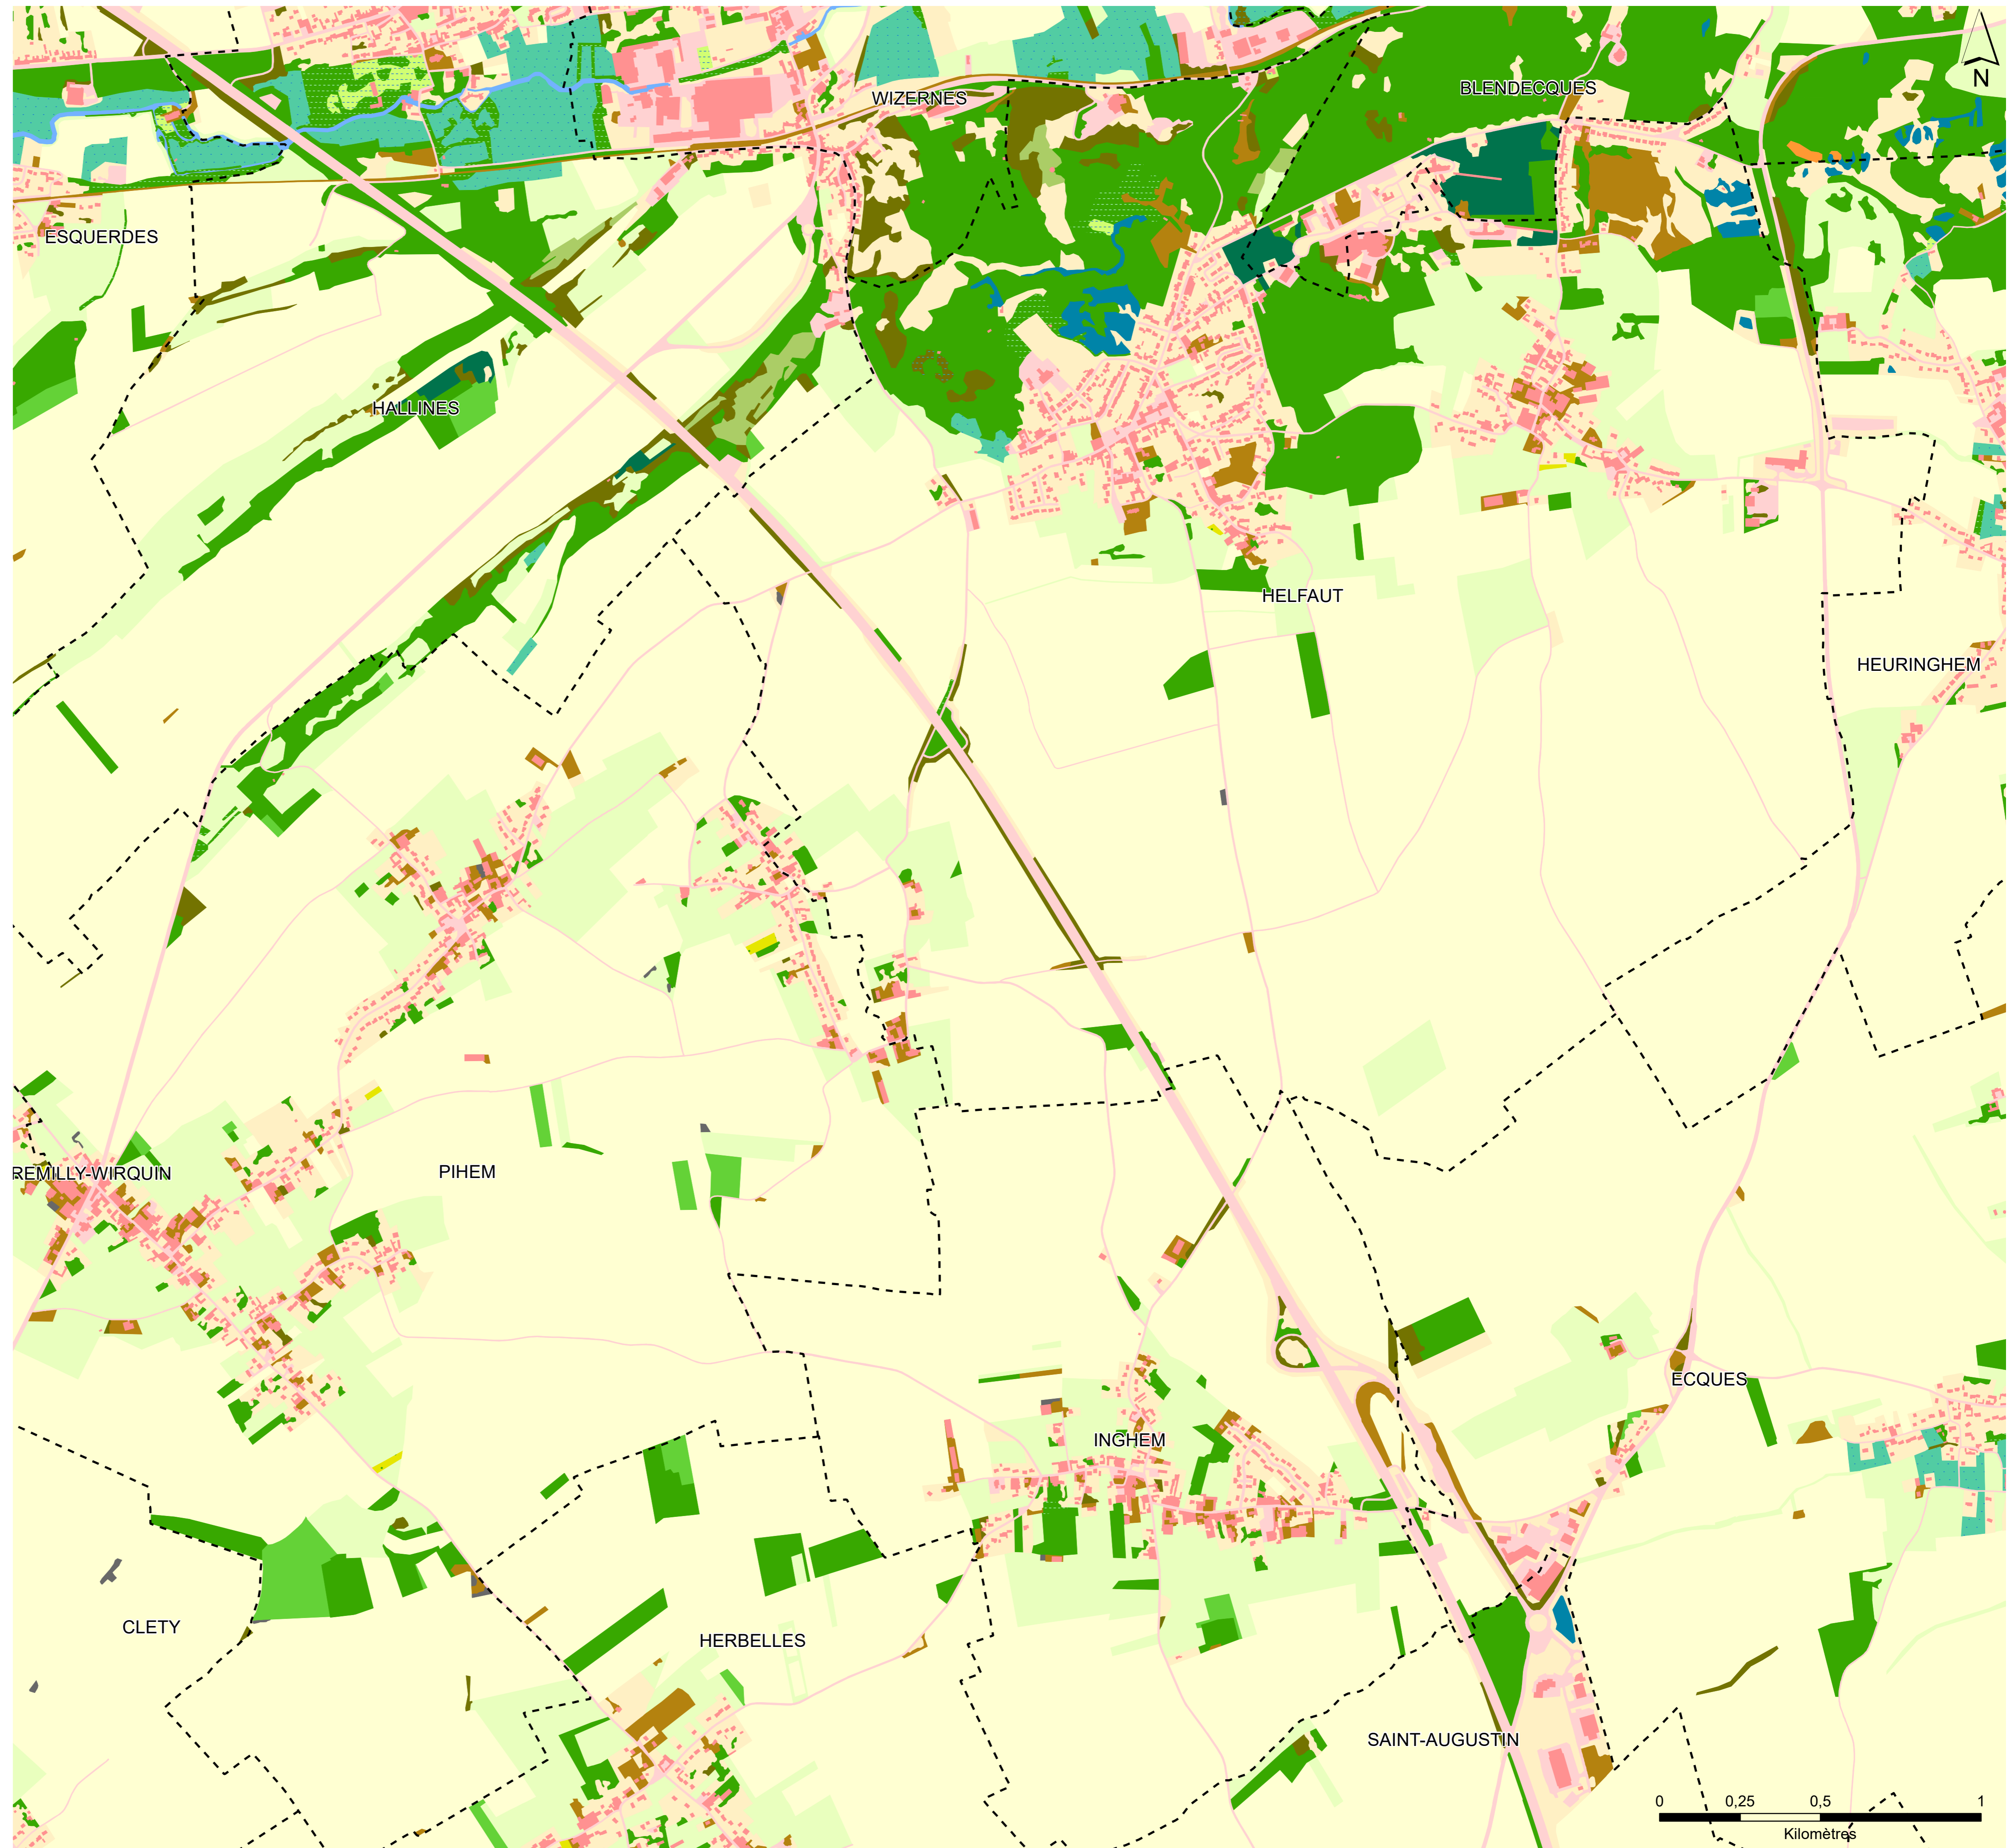 N
BLENDECQUES
WIZERNES
ESQUERDES
HALLINES
HELFAUT
HEURINGHEM
PIHEM
REMILLY-WIRQUIN
ECQUES
INGHEM
CLETY
HERBELLES
SAINT-AUGUSTIN
0 0,25 0,5 1
Kilomètres